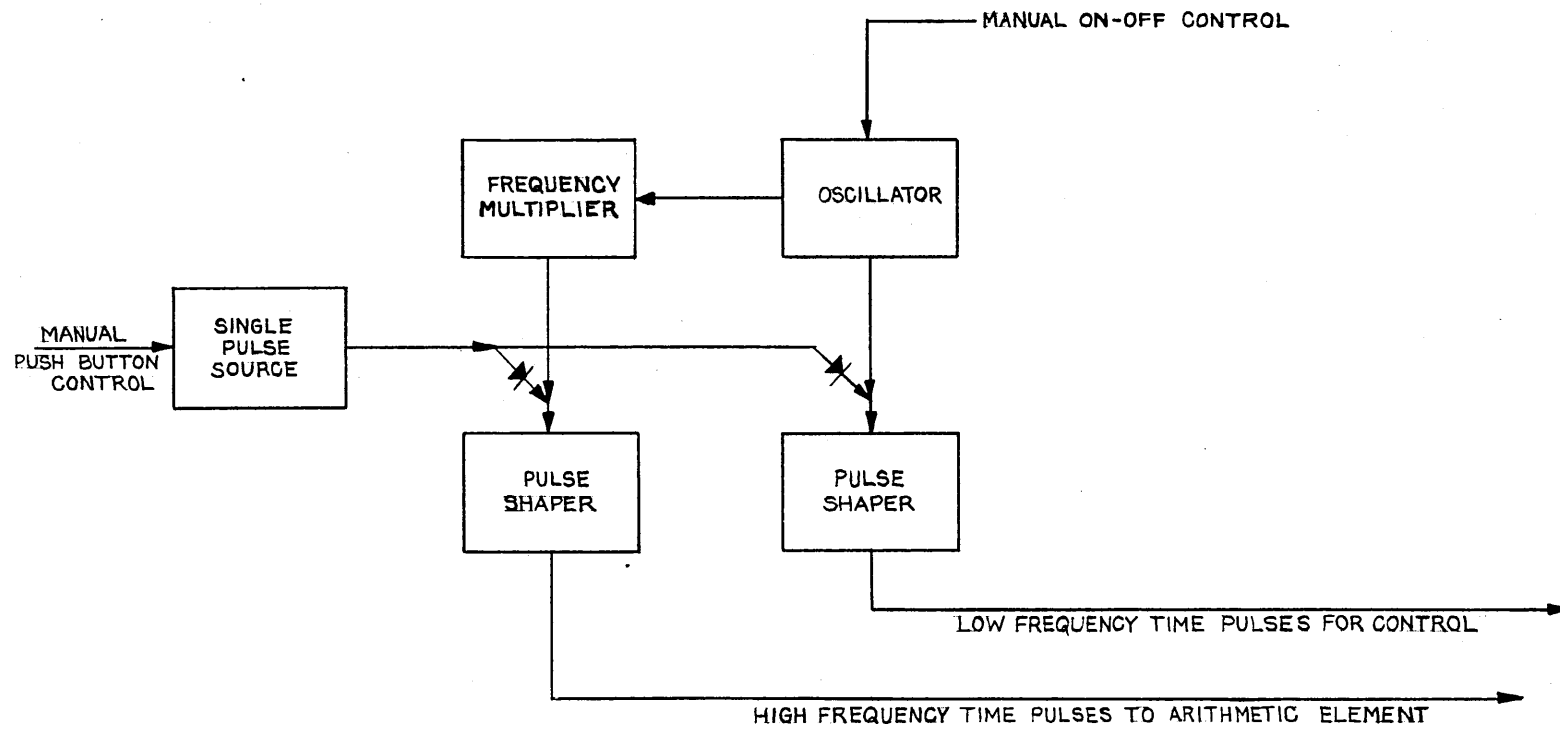 MANUAL ON-OFF CONTROL
FREQUENCY
MULTIPLIER
OSCILLATOR
MANUAL
PUSH BUTTON
CONTROL
SINGLE
PULSE
SOURCE
PULSE
SHAPER
PULSE
SHAPER
LOW FREQUENCY TIME PULSES FOR CONTROL
HIGH FREQUENCY TIME PULSES TO ARITHMETIC ELEMENT